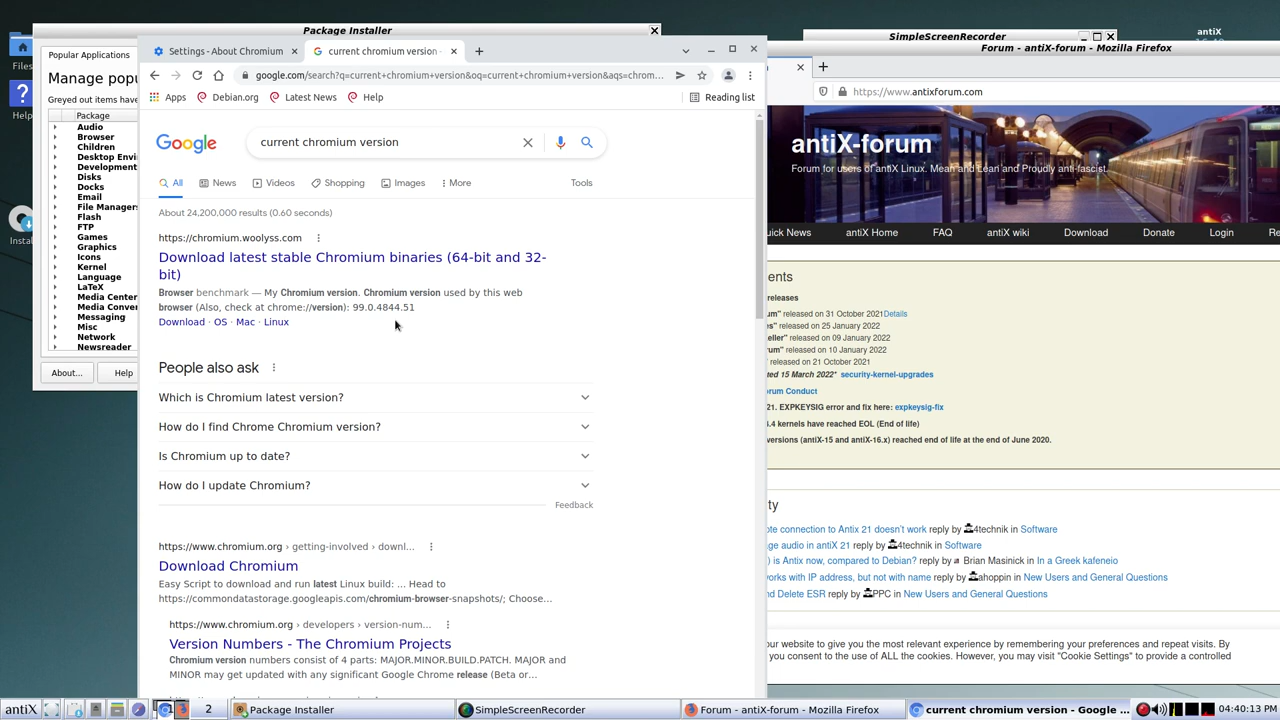 Package Installer
Popular Applications
Manage popu
Greyed out items have
Package
Audio
Browser
Children
Desktop Envi
Development
Disks
Docks
Email
File Managers
Flash
FTP
Games
Graphics
Icons
Kernel
Language
LaTeX
Media Center
Media Conver
Messaging
Misc
Network
Newsreader
About...
Help
Files
Help
Instal
Settings - About Chromium
current chromium version -
google.com/search?q=current+chromium+version&oq=current+chromium+version&aqs=chrom...
Apps
Debian.org
Latest News
Help
Reading list
Google
current chromium version
All
News
Videos
Shopping
Images
More
Tools
About 24,200,000 results (0.60 seconds)
https://chromium.woolyss.com
Download latest stable Chromium binaries (64-bit and 32-
bit)
Browser benchmark — My Chromium version. Chromium version used by this web
browser (Also, check at chrome://version): 99.0.4844.51
Download · OS · Mac · Linux
People also ask
Which is Chromium latest version?
How do I find Chrome Chromium version?
Is Chromium up to date?
How do I update Chromium?
Feedback
https://www.chromium.org › getting-involved › downl...
Download Chromium
Easy Script to download and run latest Linux build: ... Head to
https://commondatastorage.googleapis.com/chromium-browser-snapshots/; Choose...
https://www.chromium.org › developers › version-num...
Version Numbers - The Chromium Projects
Chromium version numbers consist of 4 parts: MAJOR.MINOR.BUILD.PATCH. MAJOR and
MINOR may get updated with any significant Google Chrome release (Beta or...
antiX
SimpleScreenRecorder
Forum - antiX-forum - Mozilla Firefox
https://www.antixforum.com
antiX-forum
Forum for users of antiX Linux. Mean and Lean and Proudly anti-fascist.
uick News
antiX Home
FAQ
antiX wiki
Download
Donate
Login
Re
ents
releases
um" released on 31 October 2021Details
es" released on 25 January 2022
eller" released on 09 January 2022
rum" released on 10 January 2022
" released on 21 October 2021
ted 15 March 2022* security-kernel-upgrades
orum Conduct
21. EXPKEYSIG error and fix here: expkeysig-fix
.4 kernels have reached EOL (End of life)
versions (antiX-15 and antiX-16.x) reached end of life at the end of June 2020.
ty
ote connection to Antix 21 doesn't work reply by 4technik in Software
age audio in antiX 21 reply by 4technik in Software
) is Antix now, compared to Debian? reply by Brian Masinick in In a Greek kafeneio
works with IP address, but not with name reply by ahoppin in New Users and General Questions
nd Delete ESR reply by PPC in New Users and General Questions
our website to give you the most relevant experience by remembering your preferences and repeat visits. By
you consent to the use of ALL the cookies. However, you may visit "Cookie Settings" to provide a controlled
antiX
2
Package Installer
SimpleScreenRecorder
Forum - antiX-forum - Mozilla Firefox
current chromium version - Google ...
04:40:13 PM